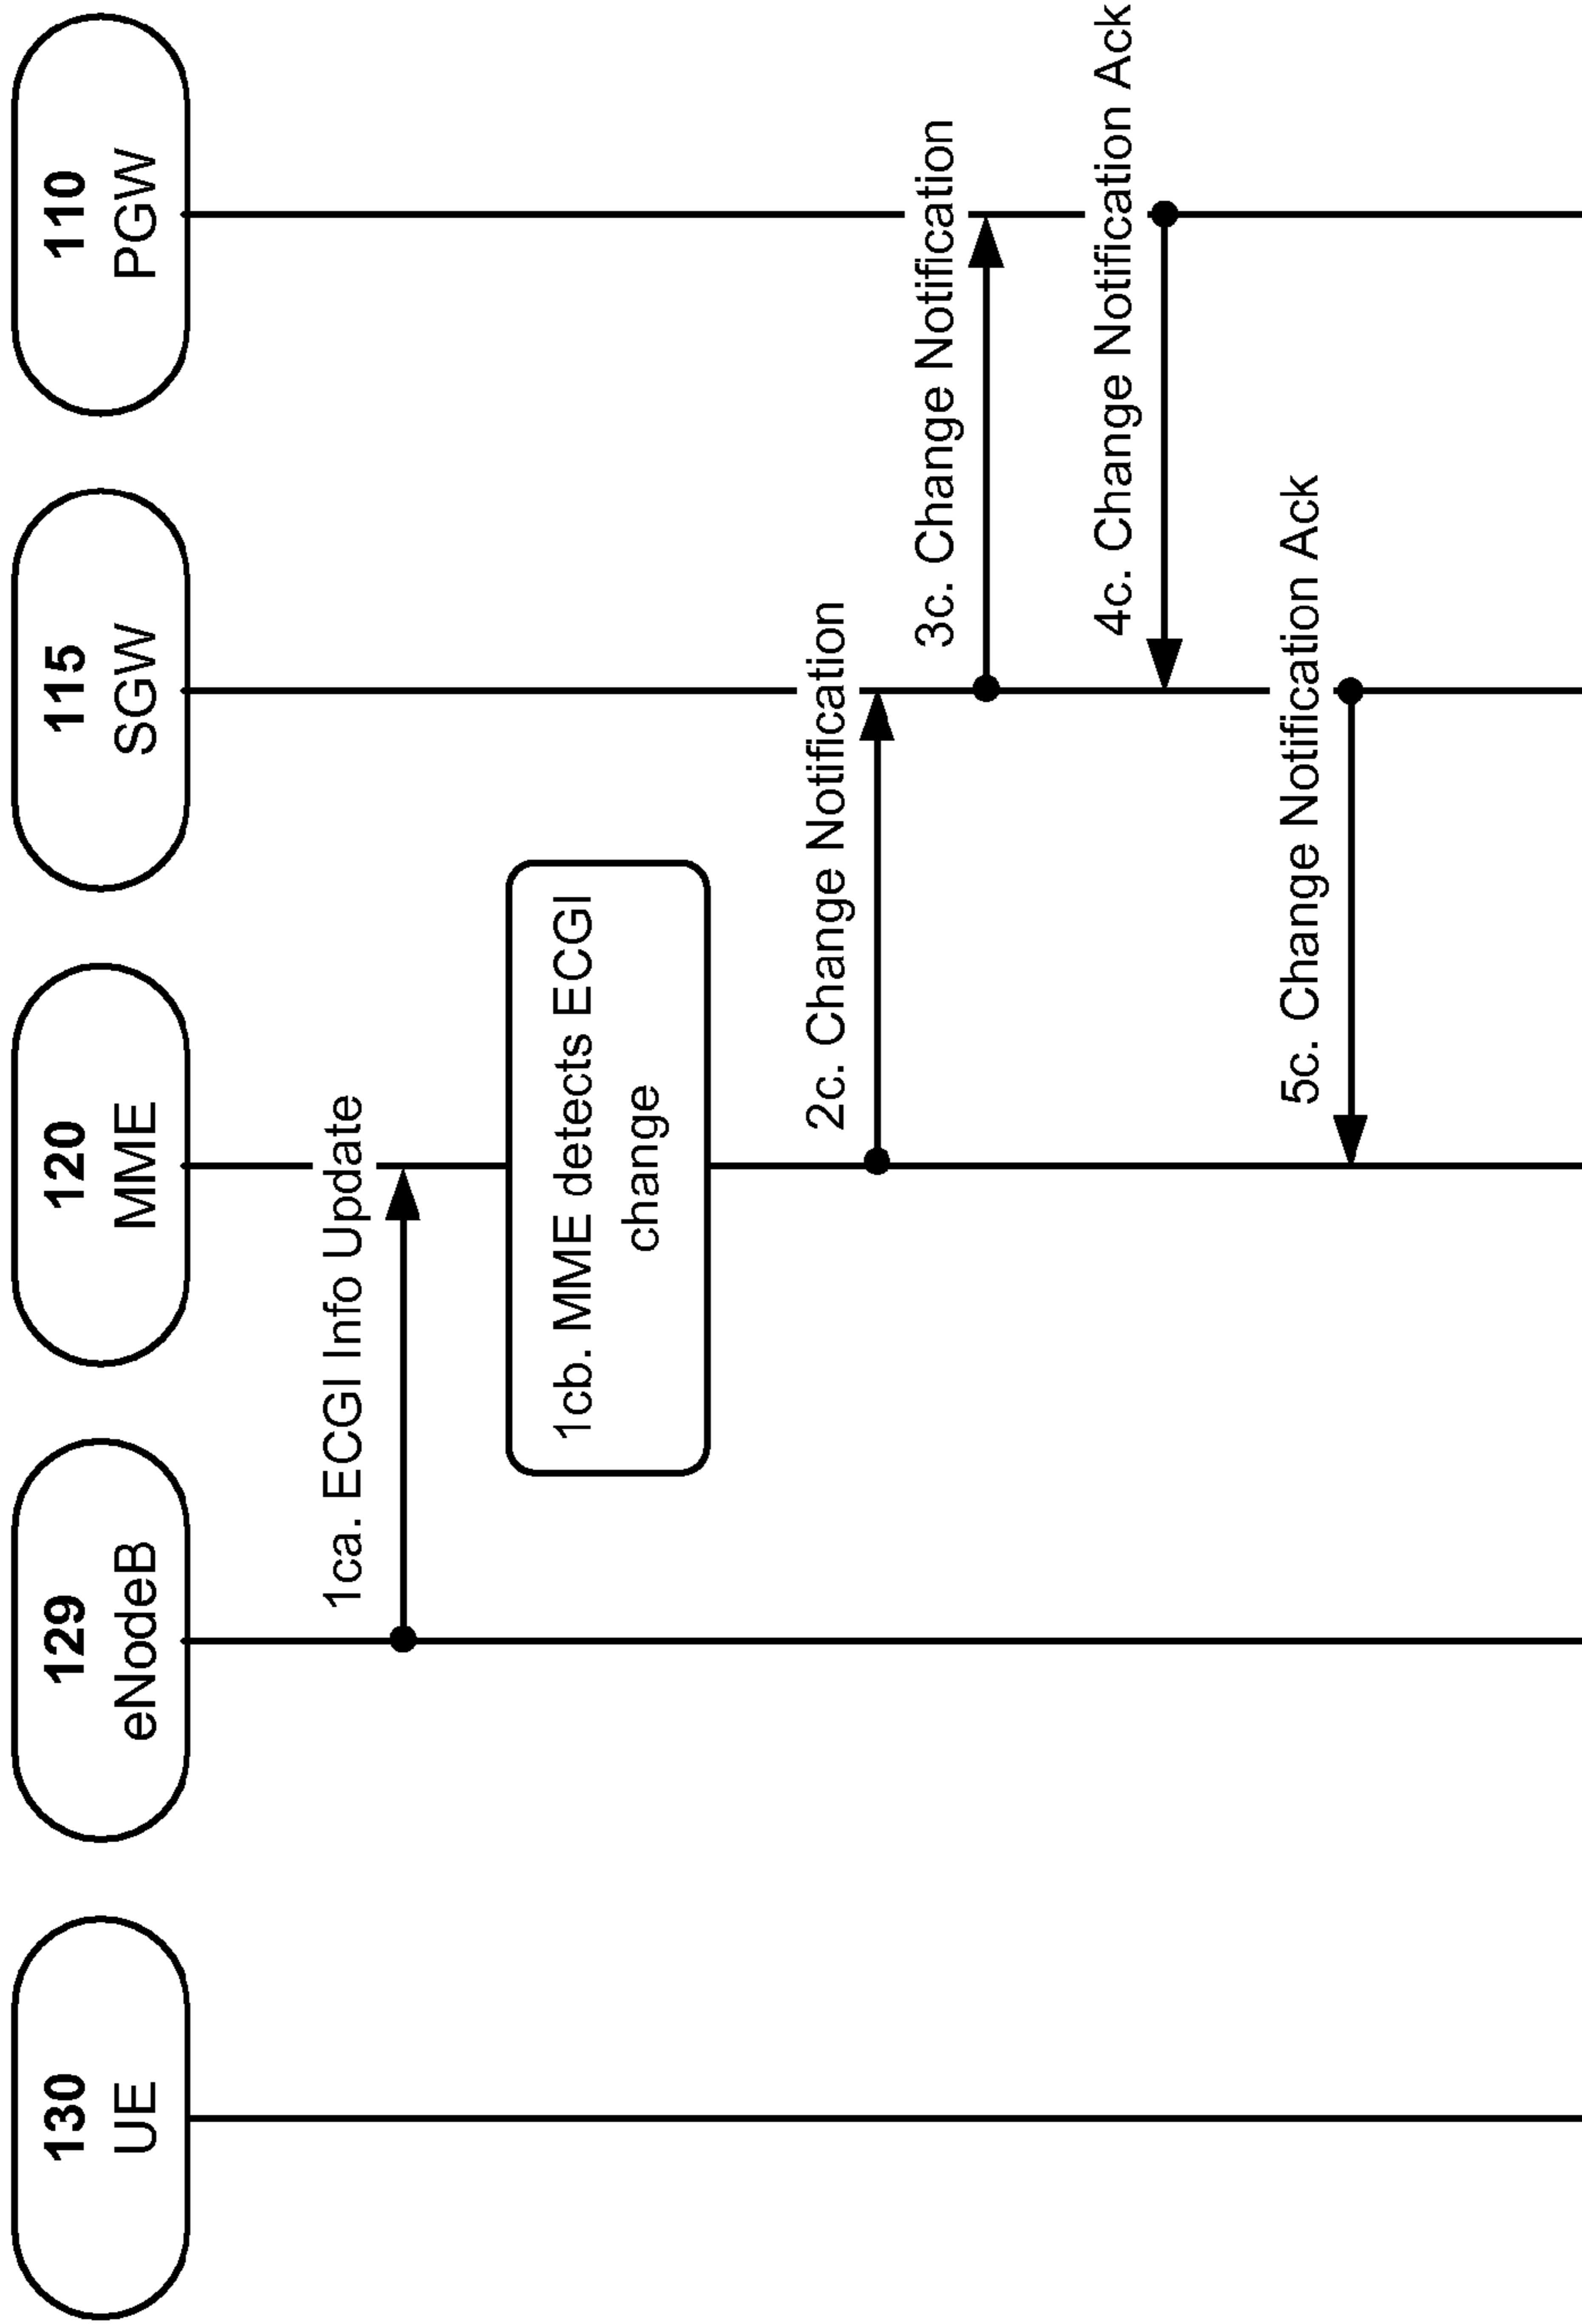 130
UE
129
eNodeB
120
MME
115
SGW
110
PGW
1ca. ECGI Info Update
1cb. MME detects ECGI
change
2c. Change Notification
3c. Change Notification
4c. Change Notification Ack
5c. Change Notification Ack